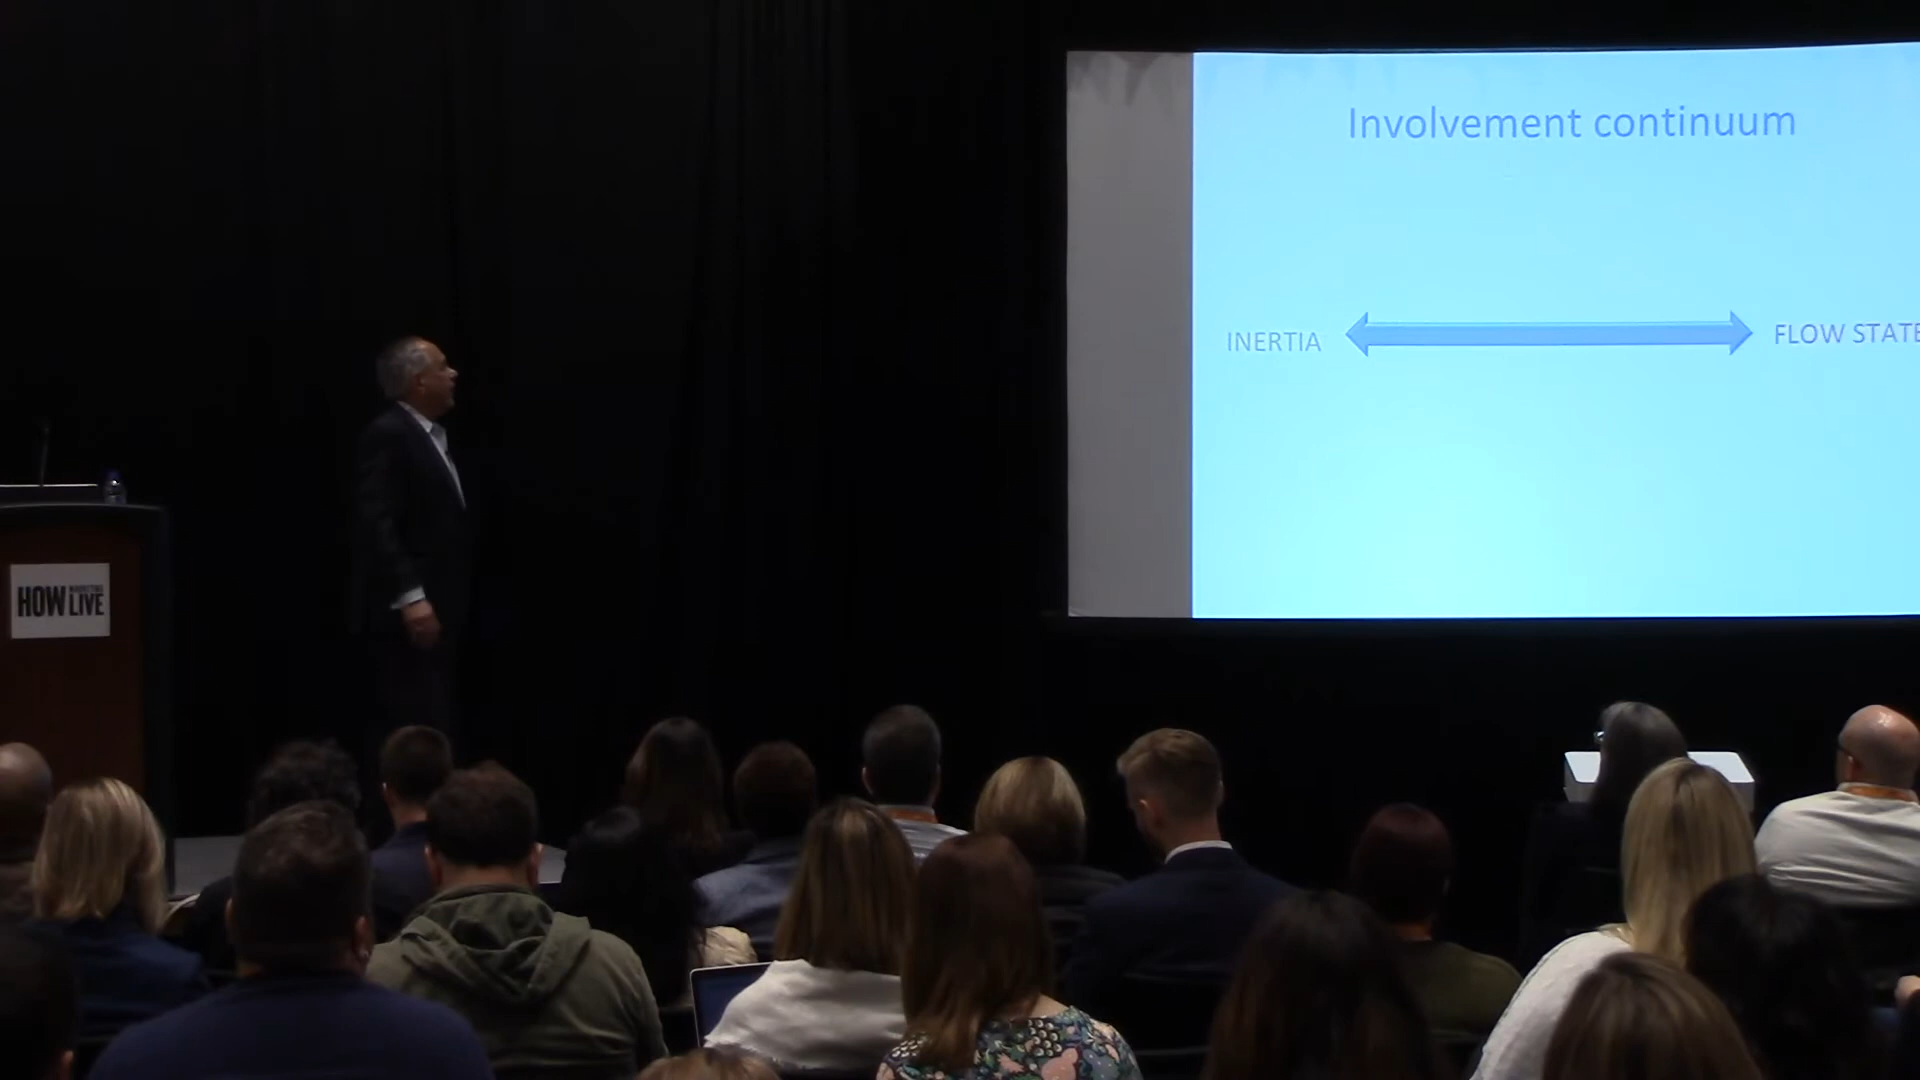 Involvement continuum
INERTIA
FLOW STATE
HOW
LIVE